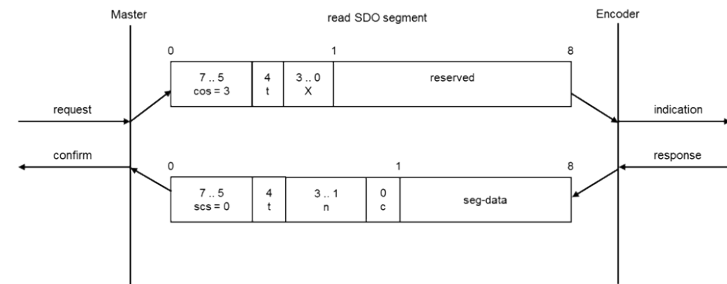 Master read SDO segment Encoder
0 1 8
7 .. 5 4 3 .. 0 reserved
cos = 3 t X
request indication
confirm response
0 1 8
7 .. 5 4 3 .. 1 0 seg-data
scs = 0 t n c